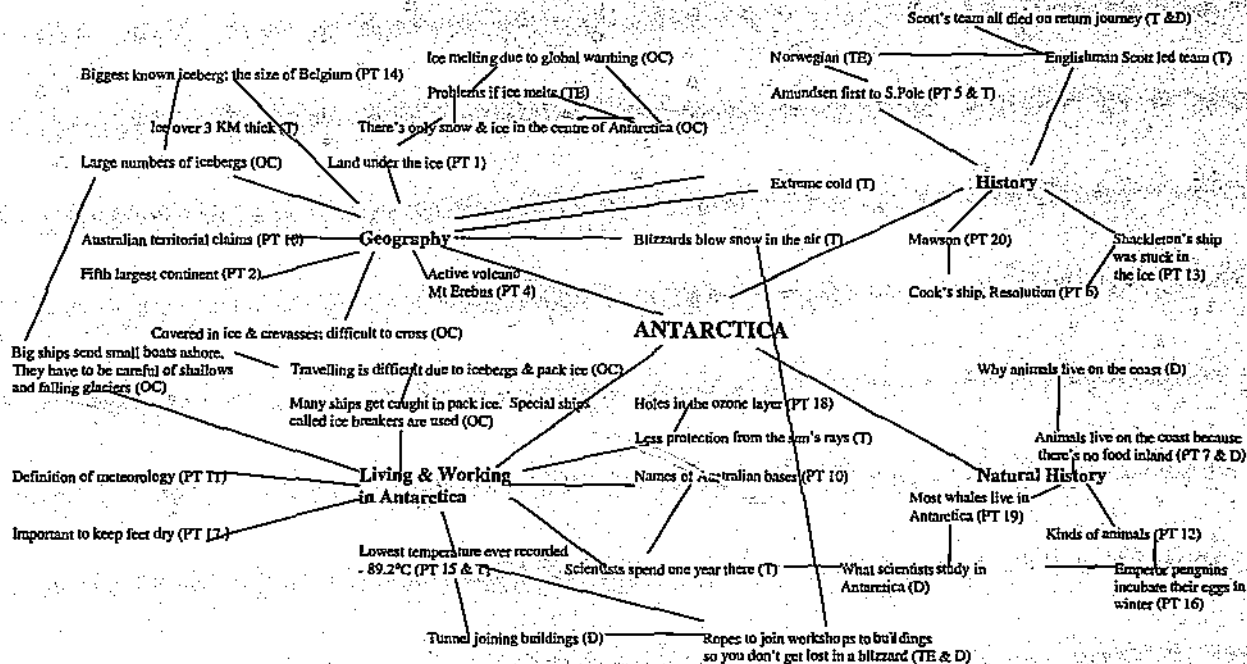 Scott's team all died on return journey (T &D)
Ice melting due to global warming (OC)
Norwegian (TE)
Englishman Scott led team (T)
Biggest known iceberg; the size of Belgium (PT 14)
Problems if ice melts (TE)
Amundsen first to S.Pole (PT 5 & T)
Ice over 3 KM thick (T)
There's only snow & ice in the centre of Antarctica (OC)
Large numbers of icebergs (OC)
Land under the ice (PT 1)
Extreme cold (T)
History
Australian territorial claims (PT
Geography
Blizzards blow snow in the air (T)
Mawson (PT 20)
Shackleton's ship
was stuck in
the ice (PT 13)
Fifth largest continent (PT 2)
Active volcano
Mt Erebus (PT 4)
Cook's ship, Resolution (PT 6)
Covered in ice & crevasses; difficult to cross (OC)
ANTARCTICA
Big ships send small boats ashore.
They have to be careful of shallows
and falling glaciers (OC)
Travelling is difficult due to icebergs & pack ice (OC)
Why animals live on the coast (D)
Many ships get caught in pack ice. Special ships
called ice breakers are used (OC)
Holes in the ozone layer (PT 18)
Less protection from the sun's rays (T)
Animals live on the coast because
there's no food inland (PT 7 & D)
Definition of meteorology (PT 11)
Living & Working
in Antarctica
Names of Australian bases (PT 10)
Natural History
Most whales live in
Antarctica (PT 19)
Important to keep feet dry (PT 17)
Kinds of animals (PT 12)
Lowest temperature ever recorded
- 89.2°C (PT 15 & T)
Scientists spend one year there (T)
What scientists study in
Antarctica (D)
Emperor penguins
incubate their eggs in
winter (PT 16)
Tunnel joining buildings (D)
Ropes to join workshops to buildings
so you don't get lost in a blizzard (TE & D)